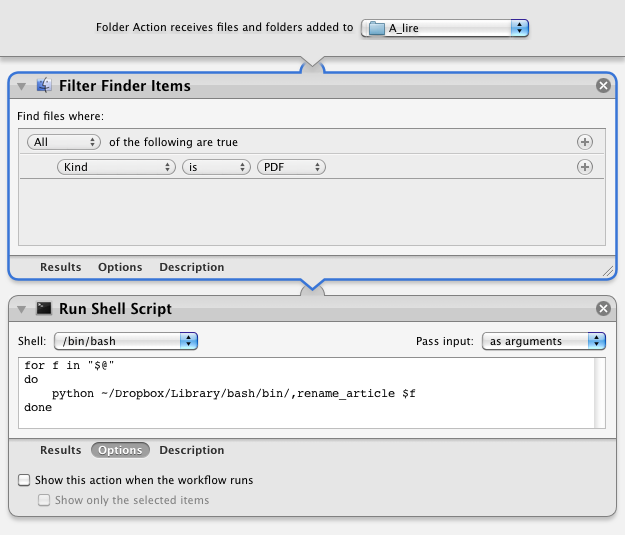 Folder Action receives files and folders added to A_lire
Filter Finder Items
Find files where:
All of the following are true
Kind is PDF
Results Options Description
Run Shell Script
Shell: /bin/bash Pass input: as arguments
for f in "$@"
do
    python ~/Dropbox/Library/bash/bin/,rename_article $f
done
Results Options Description
Show this action when the workflow runs
Show only the selected items